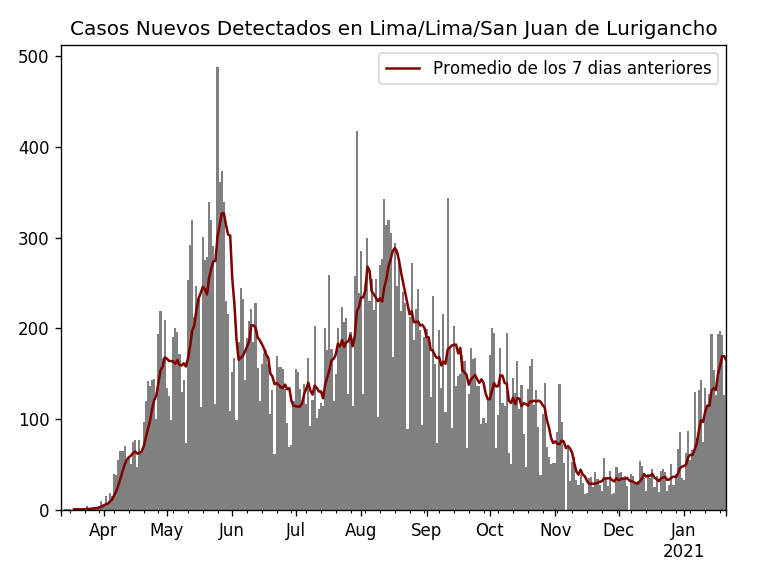 Casos Nuevos Detectados en Lima/Lima/San Juan de Lurigancho
Promedio de los 7 dias anteriores
500
400
300
200
100
0
Apr May Jun Jul Aug Sep Oct Nov Dec Jan
2021